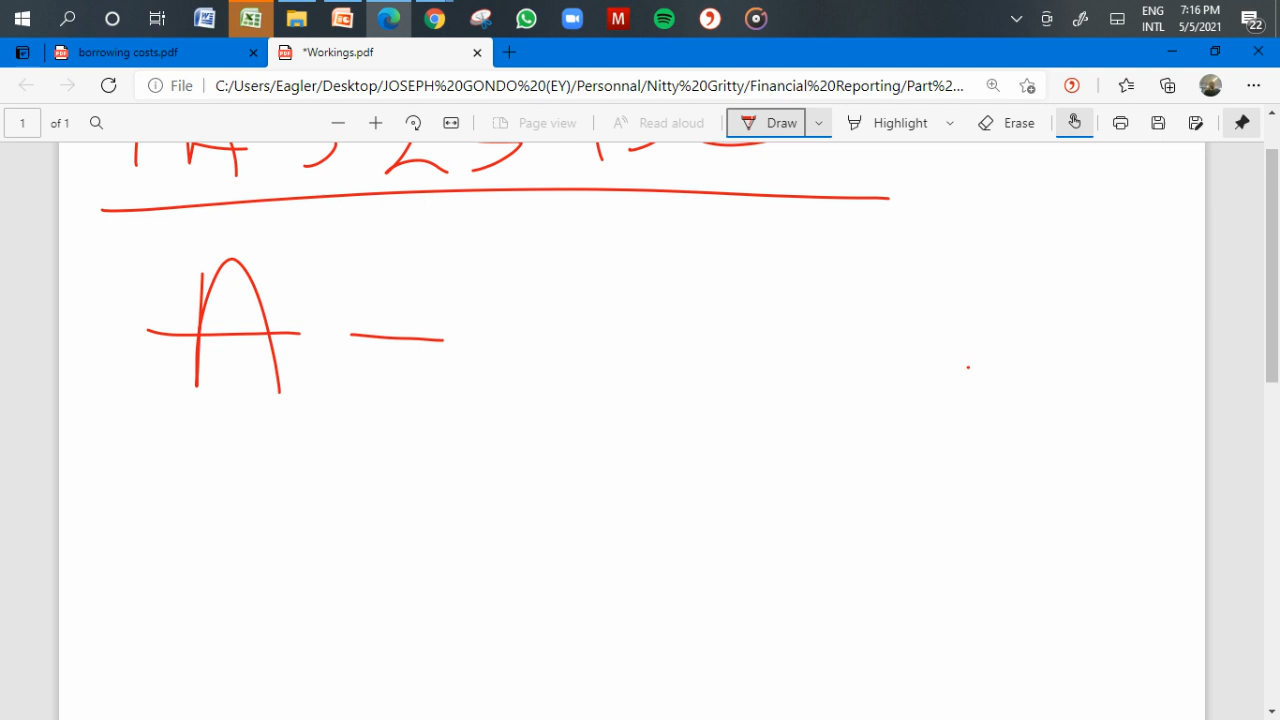 7:16 PM
ENG
INTL
5/5/2021
22
borrowing costs.pdf
*Workings.pdf
File
C:/Users/Eagler/Desktop/JOSEPH%20GONDO%20(EY)/Personnal/Nitty%20Gritty/Financial%20Reporting/Part%2...
1 of 1
Page view
Read aloud
Draw
Highlight
Erase
A —